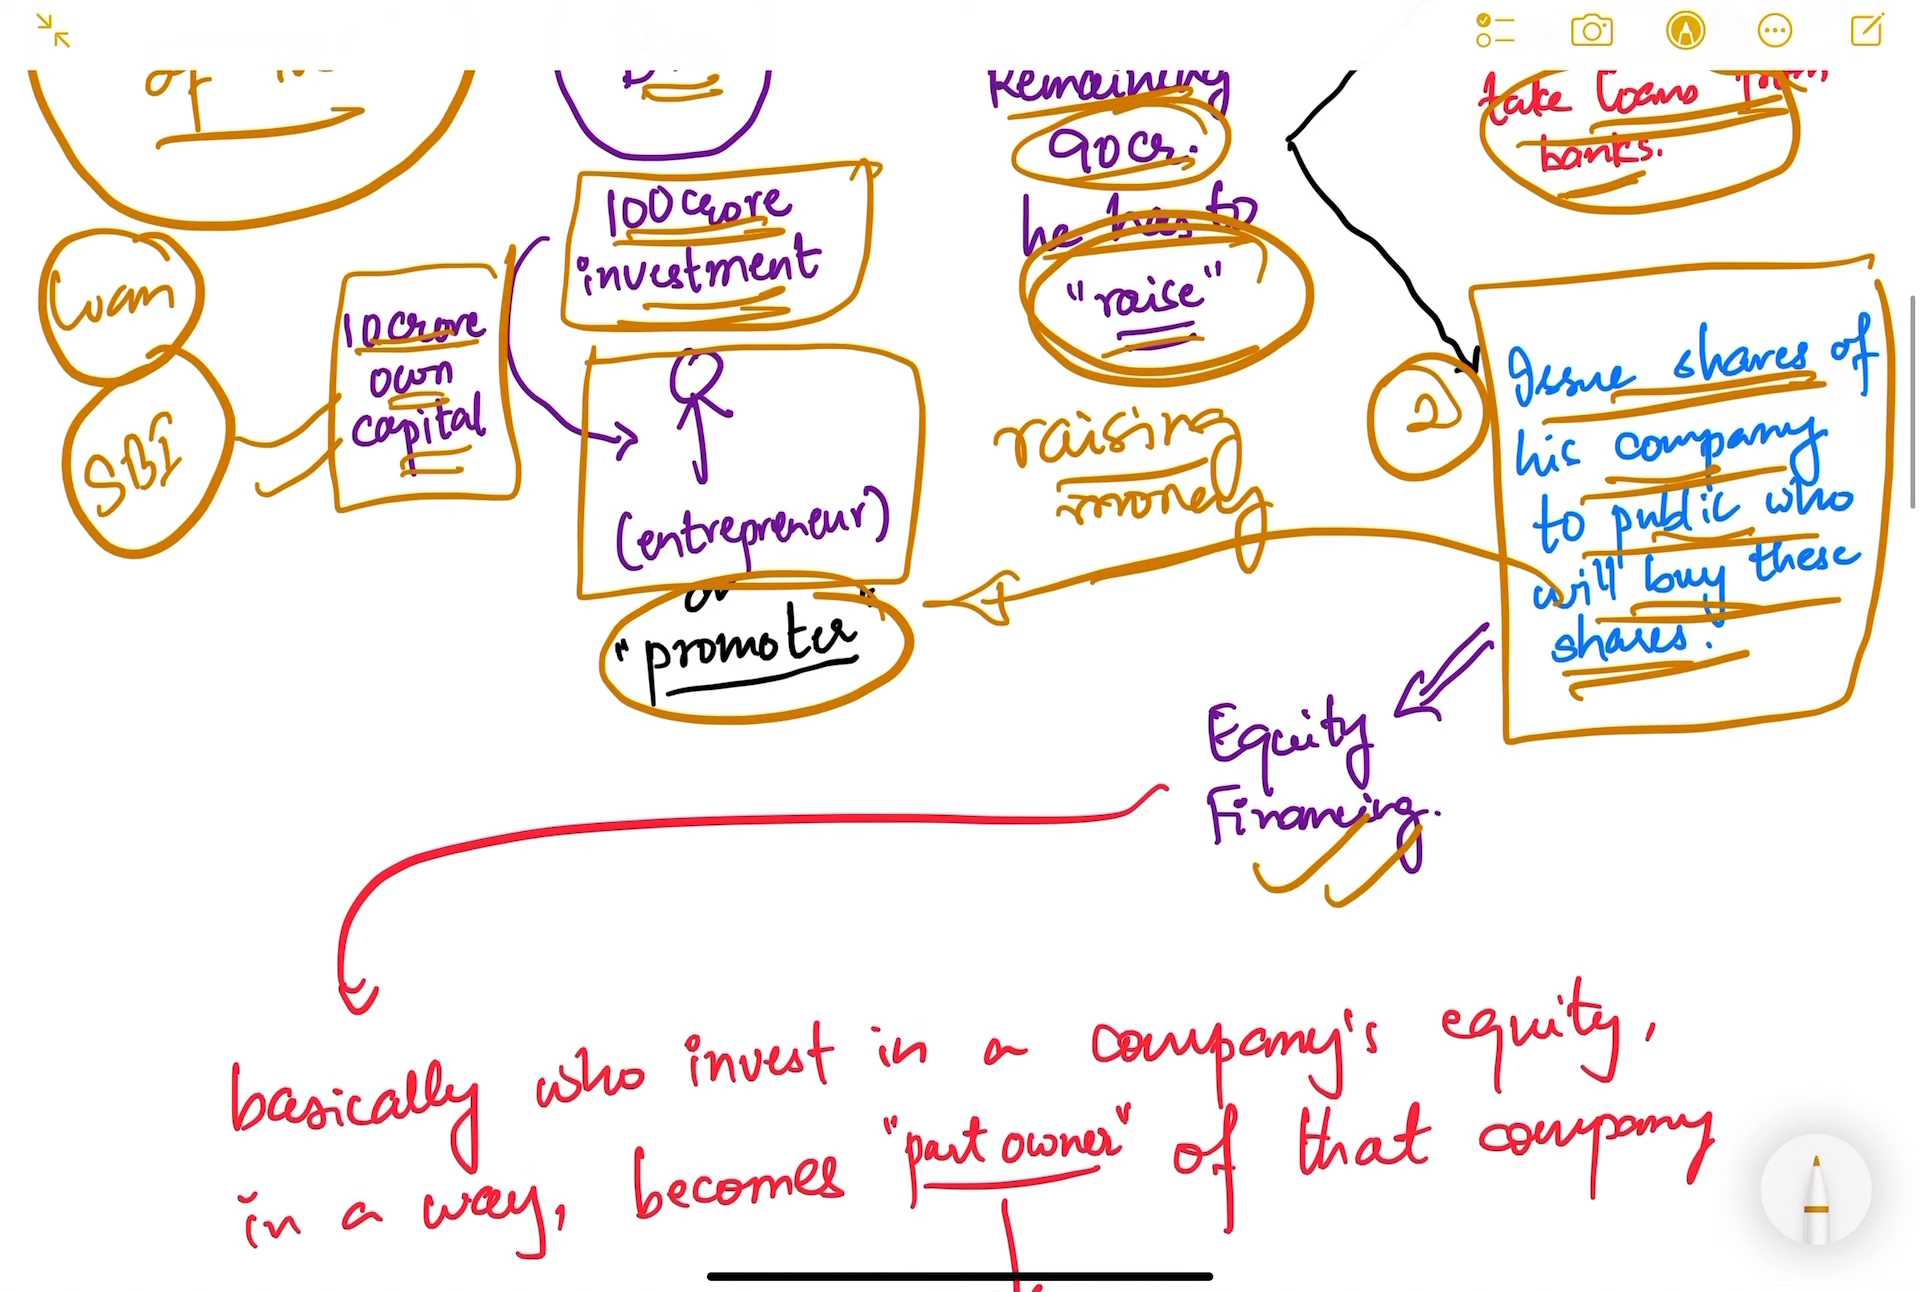 Remaining
90 cr.
he has to
"raise"
raising
money
take loans from
banks.
100 crore
investment
Loan
SBI
10 crore
own
capital
(entrepreneur)
or
"promoter"
2
Issue shares of
his company
to public who
will buy these
shares.
Equity
Financing.
basically who invest in a company's equity,
in a way, becomes "part owner" of that company